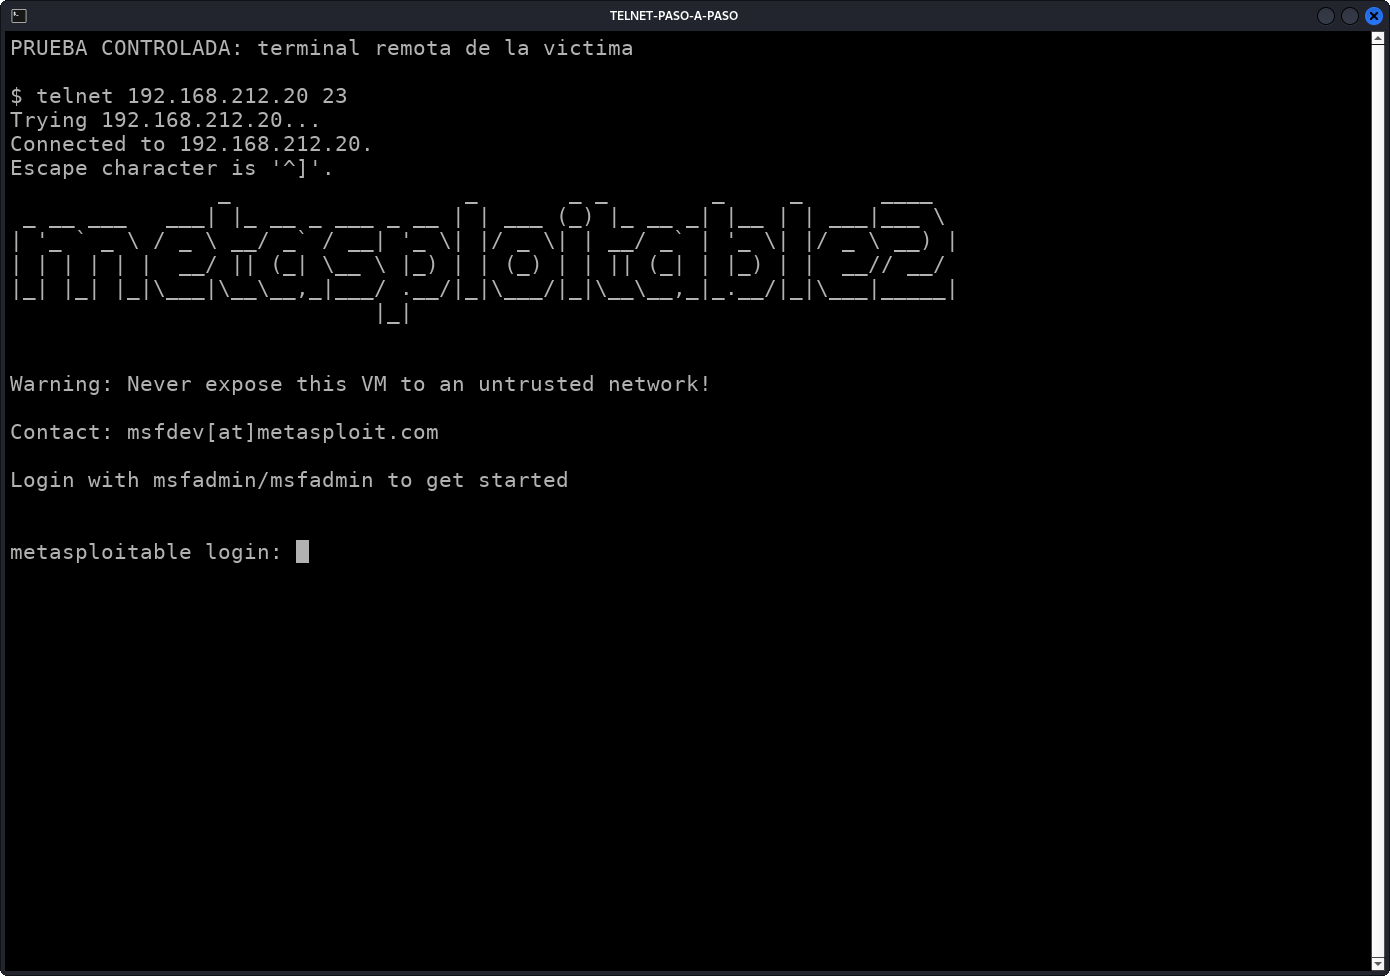 TELNET-PASO-A-PASO
PRUEBA CONTROLADA: terminal remota de la victima
$ telnet 192.168.212.20 23
Trying 192.168.212.20...
Connected to 192.168.212.20.
Escape character is '^]'.
metasploitable2
Warning: Never expose this VM to an untrusted network!
Contact: msfdev[at]metasploit.com
Login with msfadmin/msfadmin to get started
metasploitable login: